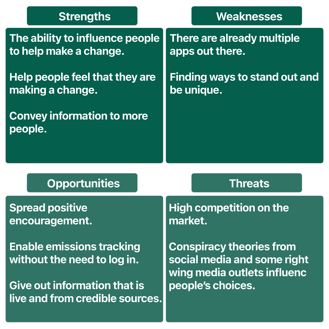 Strengths
The ability to influence people
to help make a change.
Help people feel that they are
making a change.
Convey information to more
people.
Weaknesses
There are already multiple
apps out there.
Finding ways to stand out and
be unique.
Opportunities
Spread positive
encouragement.
Enable emissions tracking
without the need to log in.
Give out information that is
live and from credible sources.
Threats
High competition on the
market.
Conspiracy theories from
social media and some right
wing media outlets influenc
people's choices.